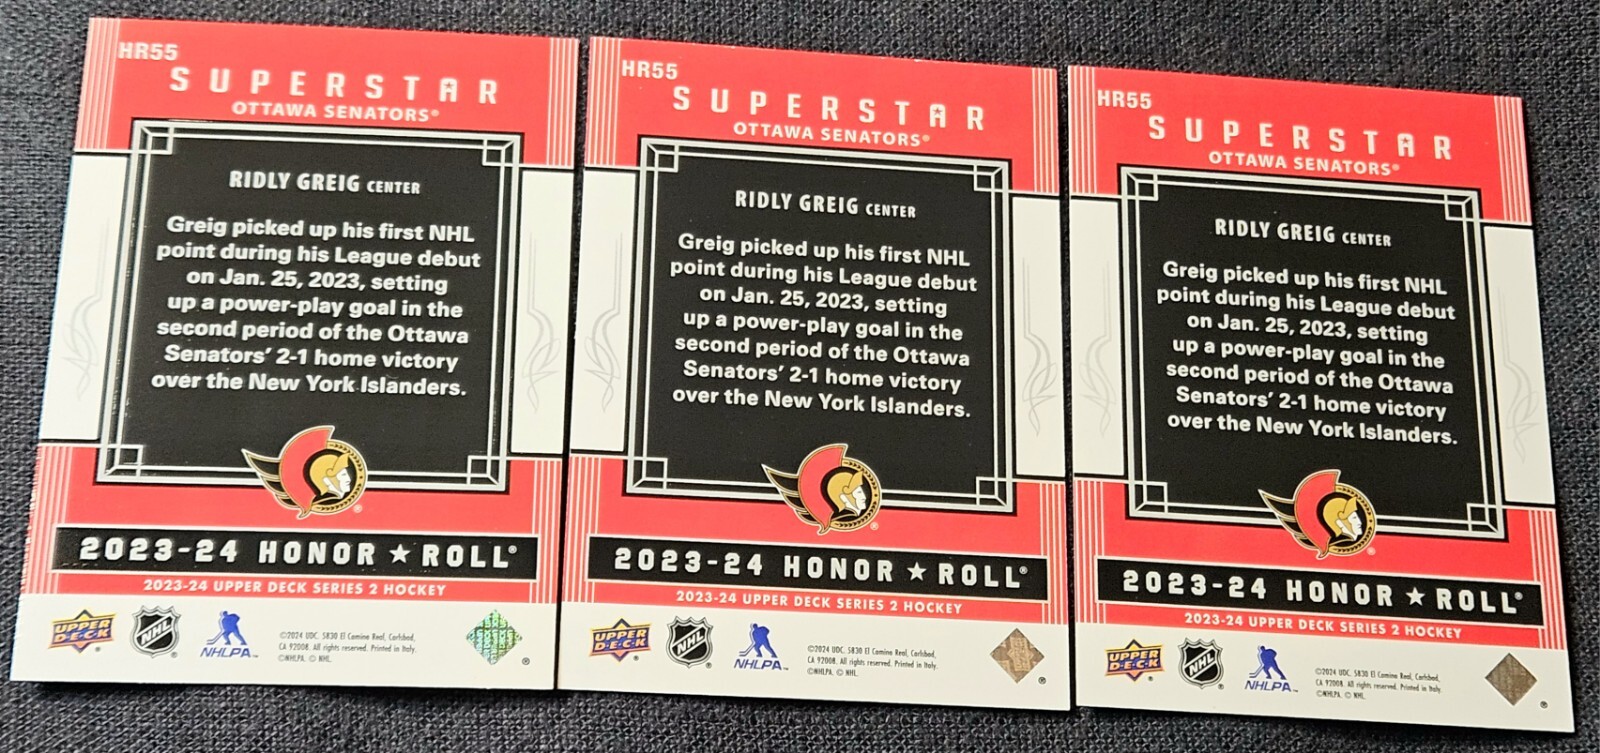 HR55
SUPERSTAR
OTTAWA SENATORS®
RIDLY GREIG CENTER
Greig picked up his first NHL
point during his League debut
on Jan. 25, 2023, setting
up a power-play goal in the
second period of the Ottawa
Senators' 2-1 home victory
over the New York Islanders.
2023-24 HONOR ★ ROLL®
2023-24 UPPER DECK SERIES 2 HOCKEY
UPPER
D·E·C·K
NHL
NHLPA
©2024 UDC. 5830 El Camino Real, Carlsbad,
CA 92008. All rights reserved. Printed in Italy.
©NHLPA. © NHL.
HR55
SUPERSTAR
OTTAWA SENATORS®
RIDLY GREIG CENTER
Greig picked up his first NHL
point during his League debut
on Jan. 25, 2023, setting
up a power-play goal in the
second period of the Ottawa
Senators' 2-1 home victory
over the New York Islanders.
2023-24 HONOR ★ ROLL®
2023-24 UPPER DECK SERIES 2 HOCKEY
UPPER
D·E·C·K
NHL
NHLPA
©2024 UDC. 5830 El Camino Real, Carlsbad,
CA 92008. All rights reserved. Printed in Italy.
©NHLPA. © NHL.
HR55
SUPERSTAR
OTTAWA SENATORS®
RIDLY GREIG CENTER
Greig picked up his first NHL
point during his League debut
on Jan. 25, 2023, setting
up a power-play goal in the
second period of the Ottawa
Senators' 2-1 home victory
over the New York Islanders.
2023-24 HONOR ★ ROLL®
2023-24 UPPER DECK SERIES 2 HOCKEY
UPPER
D·E·C·K
NHL
NHLPA
©2024 UDC. 5830 El Camino Real, Carlsbad,
CA 92008. All rights reserved. Printed in Italy.
©NHLPA. © NHL.